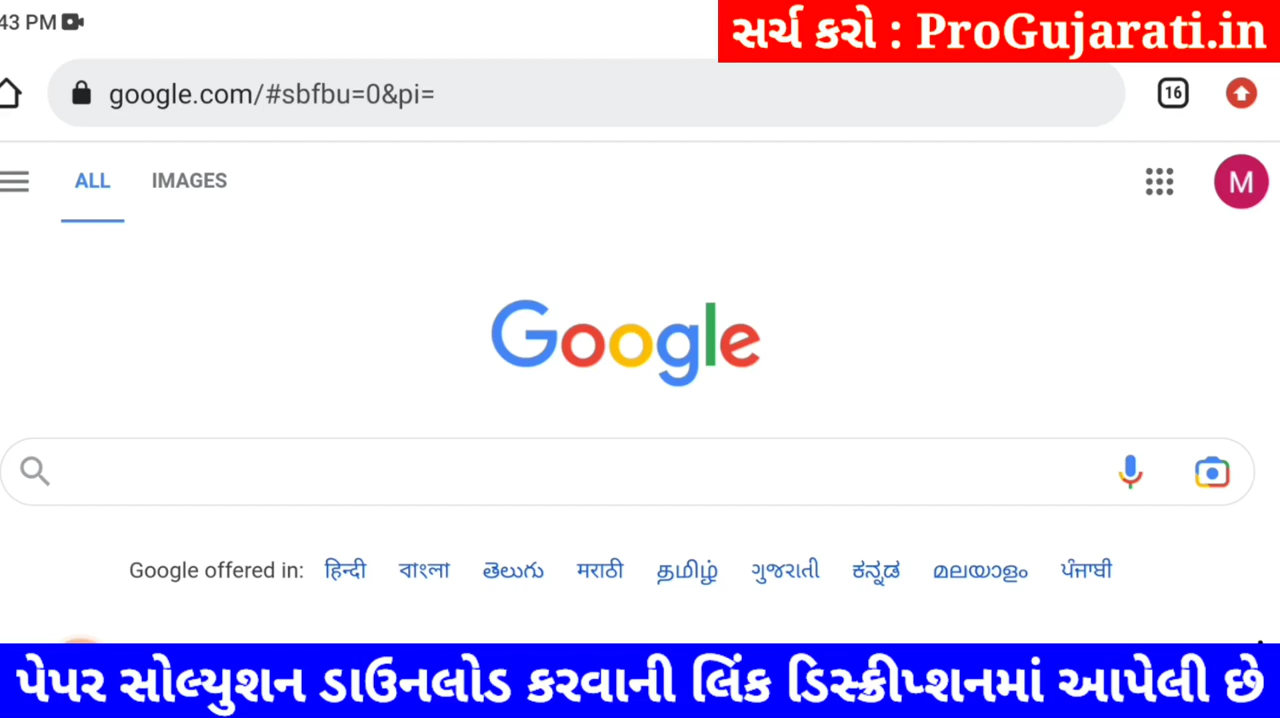 43 PM
સર્ચ કરો : ProGujarati.in
google.com/#sbfbu=0&pi=
16
ALL IMAGES
M
Google
Google offered in: हिन्दी বাংলা తెలుగు मराठी தமிழ் ગુજરાતી ಕನ್ನಡ മലയാളം ਪੰਜਾਬੀ
પેપર સોલ્યુશન ડાઉનલોડ કરવાની લિંક ડિસ્ક્રીપ્શનમાં આપેલી છે